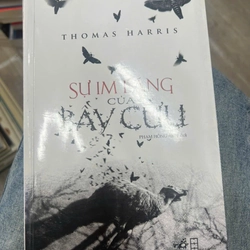 THOMAS HARRIS
SỰ IM LẶNG
CỦA
BẦY CỪU